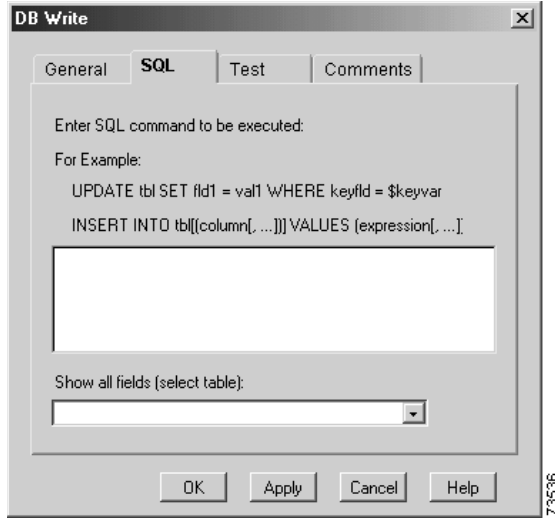 DB Write
General SQL Test Comments
Enter SQL command to be executed:
For Example:
UPDATE tbl SET fld1 = val1 WHERE keyfld = $keyvar
INSERT INTO tbl[(column[, ...])] VALUES (expression[, ...]
Show all fields (select table):
OK Apply Cancel Help
73536